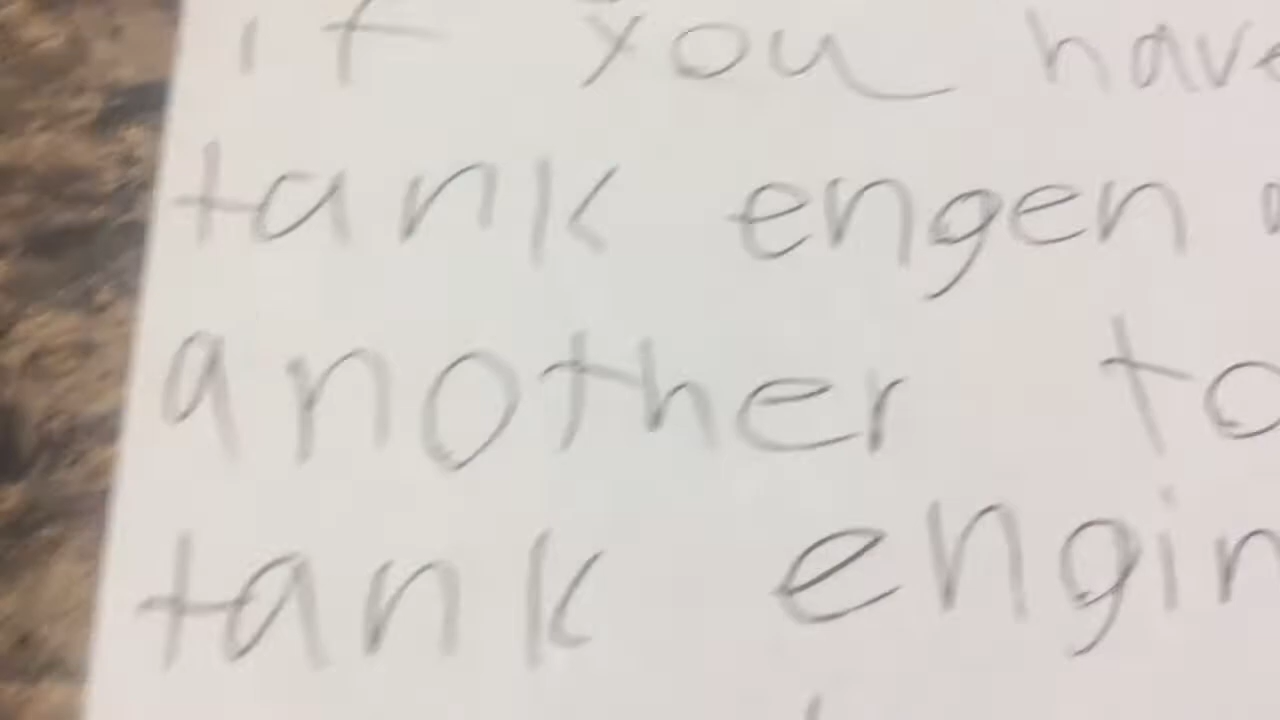 if you have
tank engen
another to
tank engin